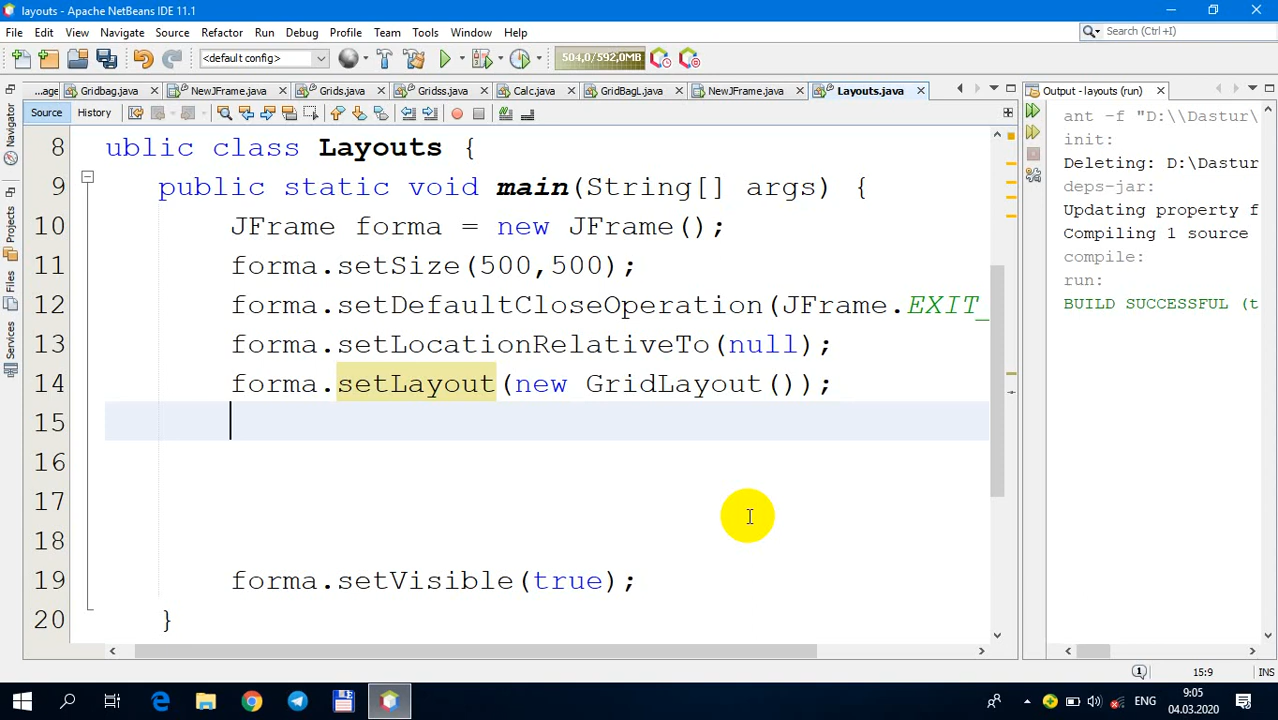 layouts - Apache NetBeans IDE 11.1
File Edit View Navigate Source Refactor Run Debug Profile Team Tools Window Help
Search (Ctrl+I)
<default config>
504,0/592,0MB
...age Gridbag.java NewJFrame.java Grids.java Gridss.java Calc.java GridBagL.java NewJFrame.java Layouts.java
Output - layouts (run)
Source History
Navigator
Projects
Files
Services
8 ublic class Layouts {
9 public static void main(String[] args) {
10 JFrame forma = new JFrame();
11 forma.setSize(500,500);
12 forma.setDefaultCloseOperation(JFrame.EXIT_
13 forma.setLocationRelativeTo(null);
14 forma.setLayout(new GridLayout());
15
16
17
18
19 forma.setVisible(true);
20 }
ant -f "D:\\Dastur\
init:
Deleting: D:\Dastur
deps-jar:
Updating property f
Compiling 1 source
compile:
run:
BUILD SUCCESSFUL (t
1
15:9
INS
ENG
9:05
04.03.2020